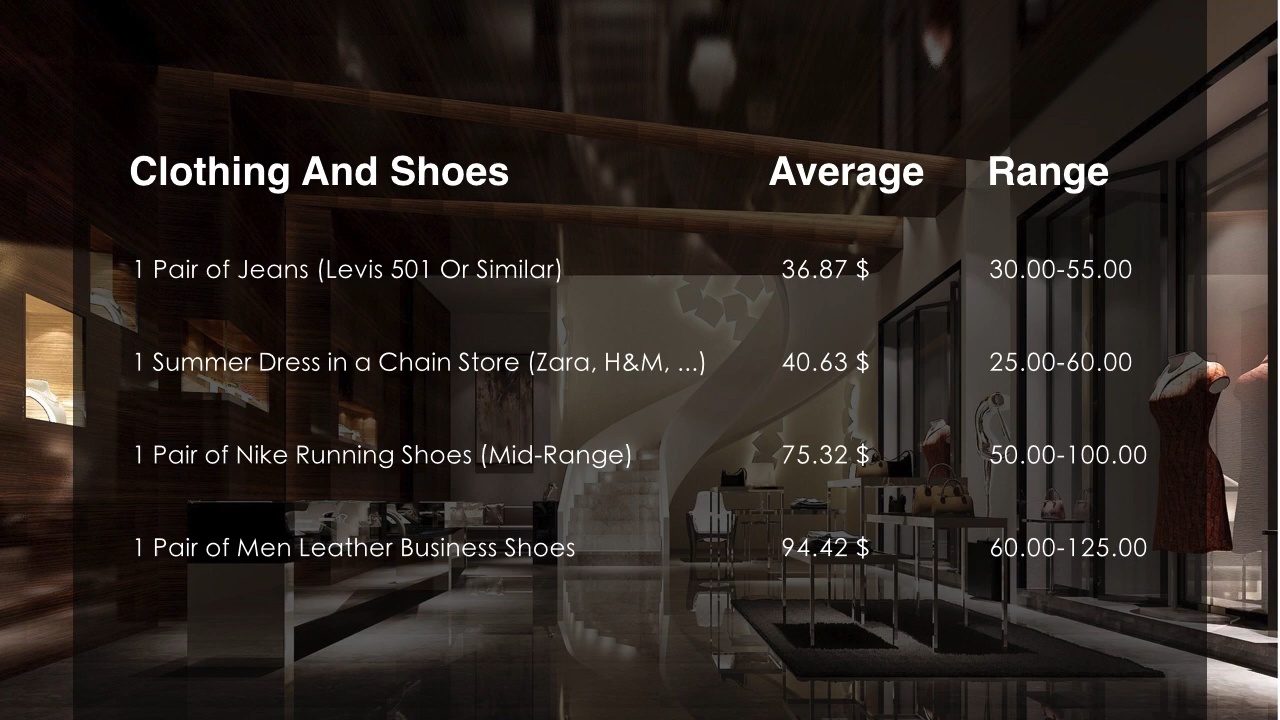 Clothing And Shoes Average Range
1 Pair of Jeans (Levis 501 Or Similar) 36.87 $ 30.00-55.00
1 Summer Dress in a Chain Store (Zara, H&M, ...) 40.63 $ 25.00-60.00
1 Pair of Nike Running Shoes (Mid-Range) 75.32 $ 50.00-100.00
1 Pair of Men Leather Business Shoes 94.42 $ 60.00-125.00